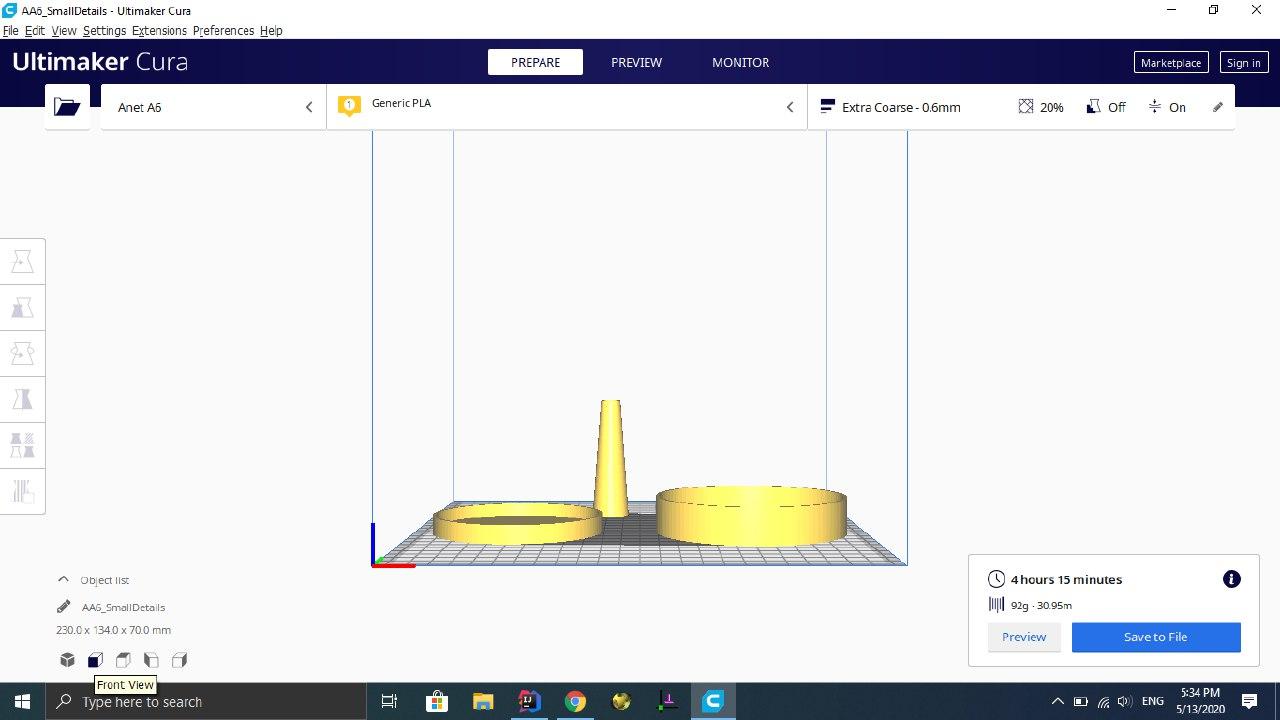 AA6_SmallDetails - Ultimaker Cura
File Edit View Settings Extensions Preferences Help
Ultimaker Cura
PREPARE PREVIEW MONITOR
Marketplace Sign in
Anet A6
1 Generic PLA
Extra Coarse - 0.6mm 20% Off On
Object list
AA6_SmallDetails
230.0 x 134.0 x 70.0 mm
Front View
4 hours 15 minutes
92g · 30.95m
Preview Save to File
Type here to search
ENG
5:34 PM
5/13/2020